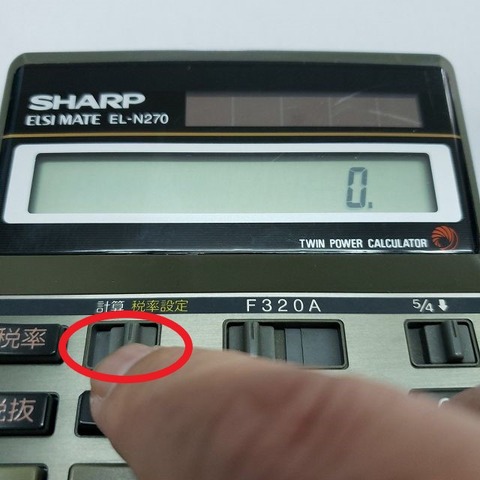 SHARP
ELSI MATE EL-N270
0.
TWIN POWER CALCULATOR
計算 税率設定
F320A
5/4
税率
税抜